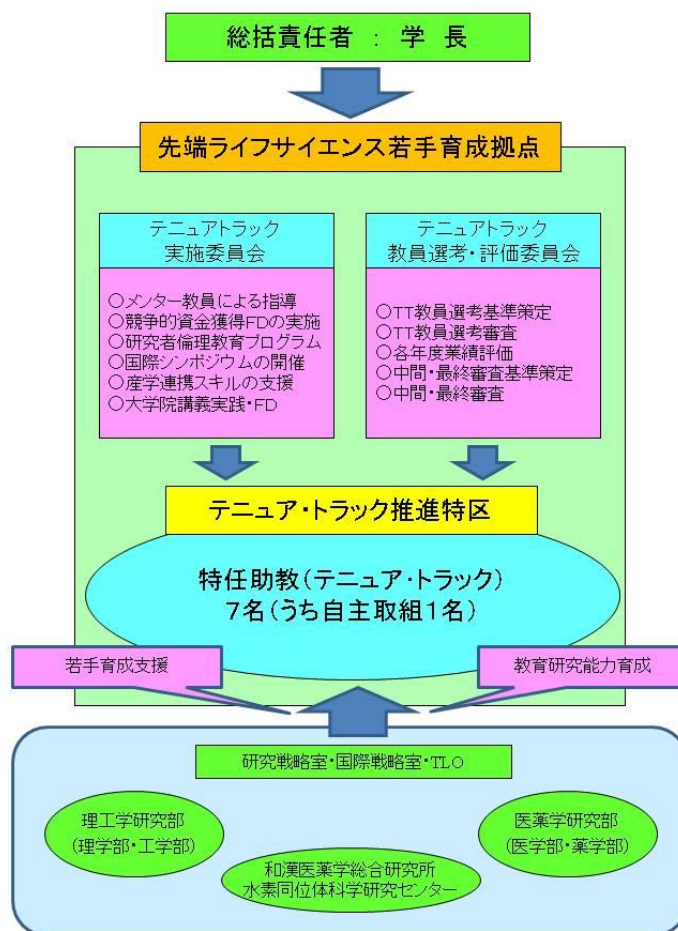 総括責任者 : 学 長
先端ライフサイエンス若手育成拠点
テニュアトラック
実施委員会
○メンター教員による指導
○競争的資金獲得FDの実施
○研究者倫理教育プログラム
○国際シンポジウムの開催
○産学連携スキルの支援
○大学院講義実践・FD
テニュアトラック
教員選考・評価委員会
○TT教員選考基準策定
○TT教員選考審査
○各年度業績評価
○中間・最終審査基準策定
○中間・最終審査
テニュア・トラック推進特区
特任助教(テニュア・トラック)
7名(うち自主取組1名)
若手育成支援
教育研究能力育成
研究戦略室・国際戦略室・TLO
理工学研究部
(理学部・工学部)
医薬学研究部
(医学部・薬学部)
和漢医薬学総合研究所
水素同位体科学研究センター